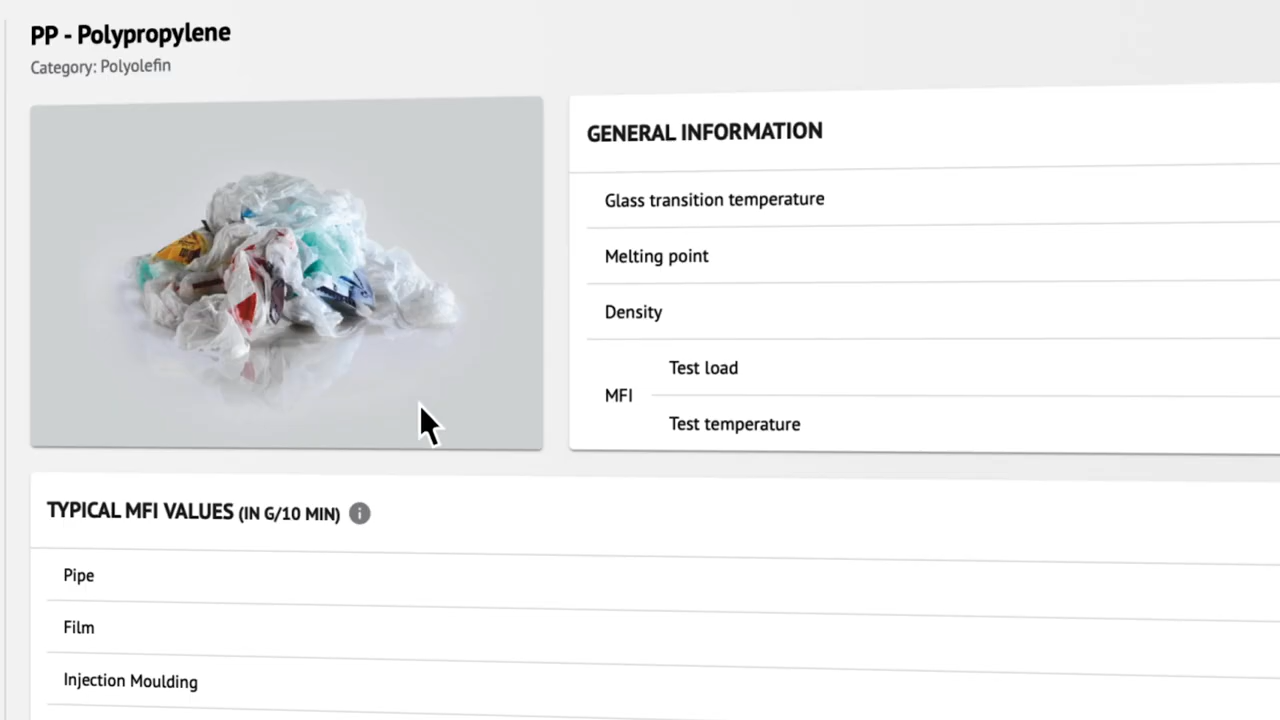 PP - Polypropylene
Category: Polyolefin
GENERAL INFORMATION
Glass transition temperature
Melting point
Density
MFI
Test load
Test temperature
TYPICAL MFI VALUES (IN G/10 MIN)
Pipe
Film
Injection Moulding